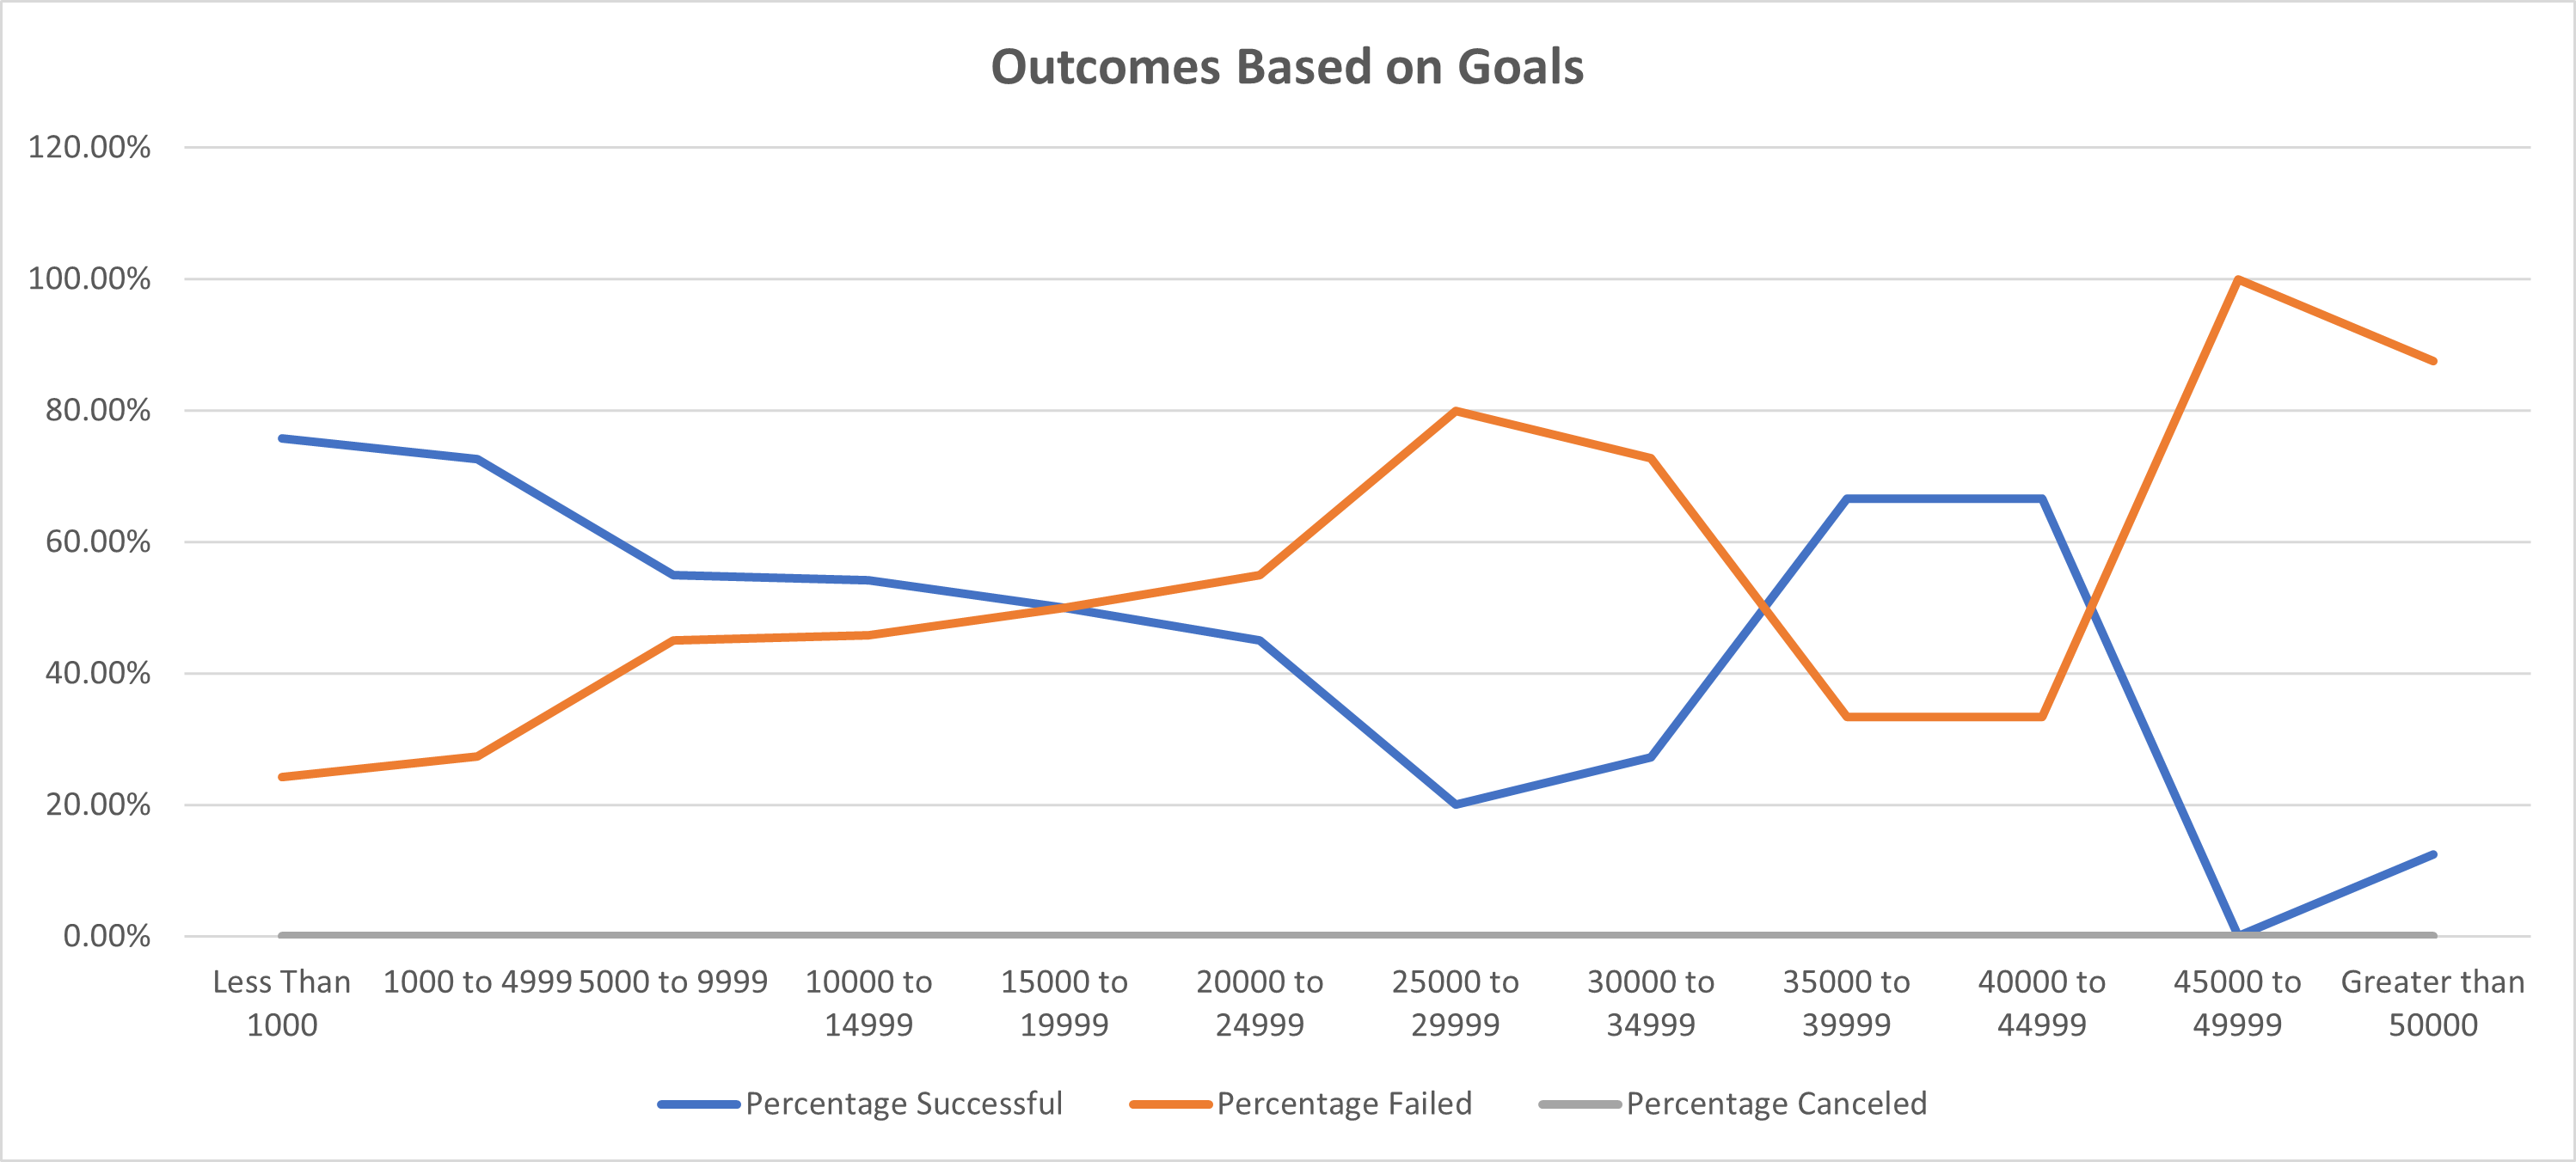 Outcomes Based on Goals
120.00%
100.00%
80.00%
60.00%
40.00%
20.00%
0.00%
Less Than
1000
1000 to 4999
5000 to 9999
10000 to
14999
15000 to
19999
20000 to
24999
25000 to
29999
30000 to
34999
35000 to
39999
40000 to
44999
45000 to
49999
Greater than
50000
Percentage Successful
Percentage Failed
Percentage Canceled